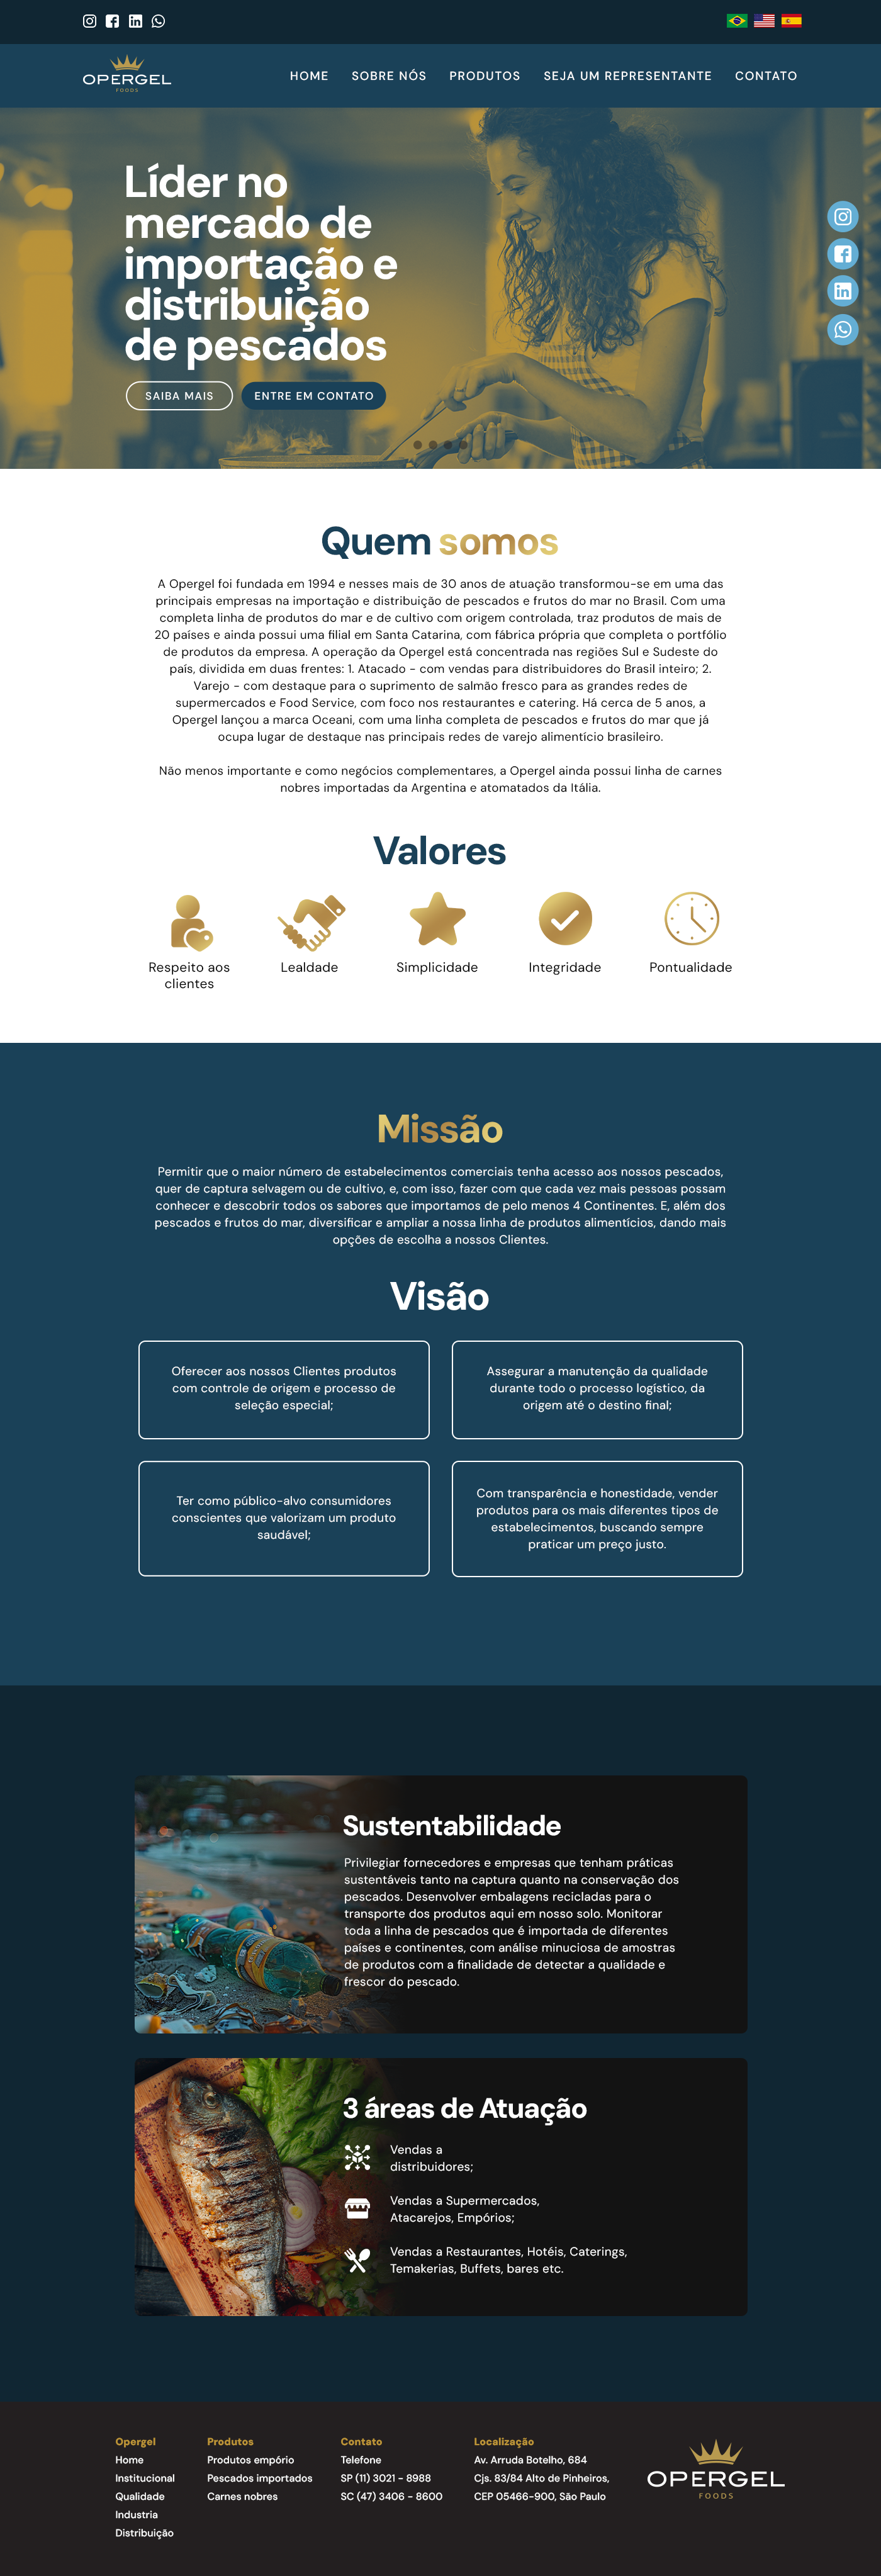 OPERGEL
FOODS
HOME SOBRE NÓS PRODUTOS SEJA UM REPRESENTANTE CONTATO
Líder no
mercado de
importação e
distribuição
de pescados
SAIBA MAIS ENTRE EM CONTATO
Quem somos
A Opergel foi fundada em 1994 e nesses mais de 30 anos de atuação transformou-se em uma das
principais empresas na importação e distribuição de pescados e frutos do mar no Brasil. Com uma
completa linha de produtos do mar e de cultivo com origem controlada, traz produtos de mais de
20 países e ainda possui uma filial em Santa Catarina, com fábrica própria que completa o portfólio
de produtos da empresa. A operação da Opergel está concentrada nas regiões Sul e Sudeste do
país, dividida em duas frentes: 1. Atacado - com vendas para distribuidores do Brasil inteiro; 2.
Varejo - com destaque para o suprimento de salmão fresco para as grandes redes de
supermercados e Food Service, com foco nos restaurantes e catering. Há cerca de 5 anos, a
Opergel lançou a marca Oceani, com uma linha completa de pescados e frutos do mar que já
ocupa lugar de destaque nas principais redes de varejo alimentício brasileiro.
Não menos importante e como negócios complementares, a Opergel ainda possui linha de carnes
nobres importadas da Argentina e atomatados da Itália.
Valores
Respeito aos
clientes
Lealdade
Simplicidade
Integridade
Pontualidade
Missão
Permitir que o maior número de estabelecimentos comerciais tenha acesso aos nossos pescados,
quer de captura selvagem ou de cultivo, e, com isso, fazer com que cada vez mais pessoas possam
conhecer e descobrir todos os sabores que importamos de pelo menos 4 Continentes. E, além dos
pescados e frutos do mar, diversificar e ampliar a nossa linha de produtos alimentícios, dando mais
opções de escolha a nossos Clientes.
Visão
Oferecer aos nossos Clientes produtos
com controle de origem e processo de
seleção especial;
Assegurar a manutenção da qualidade
durante todo o processo logístico, da
origem até o destino final;
Ter como público-alvo consumidores
conscientes que valorizam um produto
saudável;
Com transparência e honestidade, vender
produtos para os mais diferentes tipos de
estabelecimentos, buscando sempre
praticar um preço justo.
Sustentabilidade
Privilegiar fornecedores e empresas que tenham práticas
sustentáveis tanto na captura quanto na conservação dos
pescados. Desenvolver embalagens recicladas para o
transporte dos produtos aqui em nosso solo. Monitorar
toda a linha de pescados que é importada de diferentes
países e continentes, com análise minuciosa de amostras
de produtos com a finalidade de detectar a qualidade e
frescor do pescado.
3 áreas de Atuação
Vendas a
distribuidores;
Vendas a Supermercados,
Atacarejos, Empórios;
Vendas a Restaurantes, Hotéis, Caterings,
Temakerias, Buffets, bares etc.
Opergel
Home
Institucional
Qualidade
Industria
Distribuição
Produtos
Produtos empório
Pescados importados
Carnes nobres
Contato
Telefone
SP (11) 3021 - 8988
SC (47) 3406 - 8600
Localização
Av. Arruda Botelho, 684
Cjs. 83/84 Alto de Pinheiros,
CEP 05466-900, São Paulo
OPERGEL
FOODS